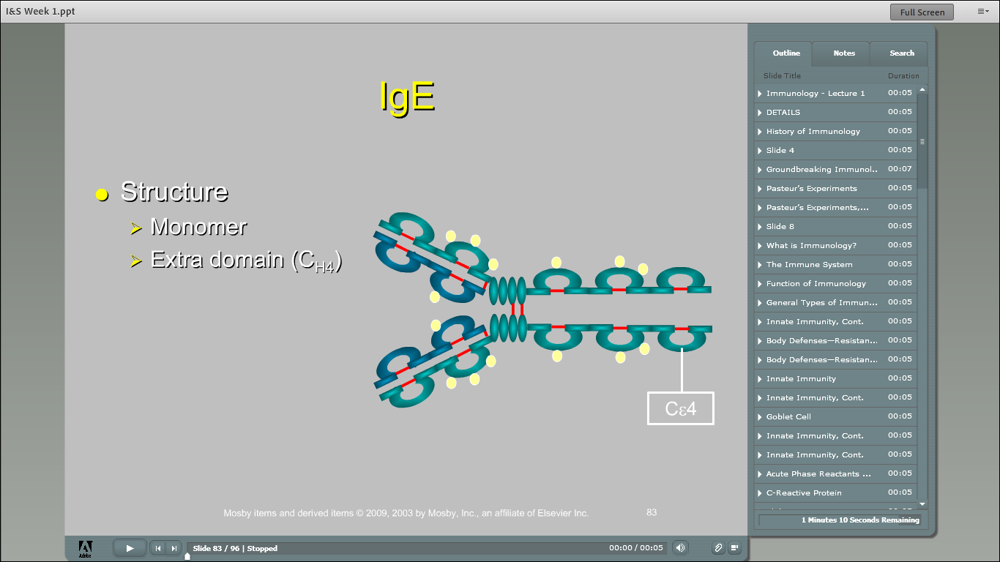 I&S Week 1.ppt
Full Screen
IgE
Structure
Monomer
Extra domain (CH4)
Cε4
Mosby items and derived items © 2009, 2003 by Mosby, Inc., an affiliate of Elsevier Inc.
83
Outline Notes Search
Slide Title Duration
Immunology - Lecture 1 00:05
DETAILS 00:05
History of Immunology 00:05
Slide 4 00:05
Groundbreaking Immunol.. 00:07
Pasteur's Experiments 00:05
Pasteur's Experiments,... 00:05
Slide 8 00:05
What is Immunology? 00:05
The Immune System 00:05
Function of Immunology 00:05
General Types of Immun... 00:05
Innate Immunity, Cont. 00:05
Body Defenses—Resistan... 00:05
Body Defenses—Resistan... 00:05
Innate Immunity 00:05
Innate Immunity, Cont. 00:05
Goblet Cell 00:05
Innate Immunity, Cont. 00:05
Innate Immunity, Cont. 00:05
Acute Phase Reactants ... 00:05
C-Reactive Protein 00:05
1 Minutes 10 Seconds Remaining
Adobe
Slide 83 / 96 | Stopped
00:00 / 00:05